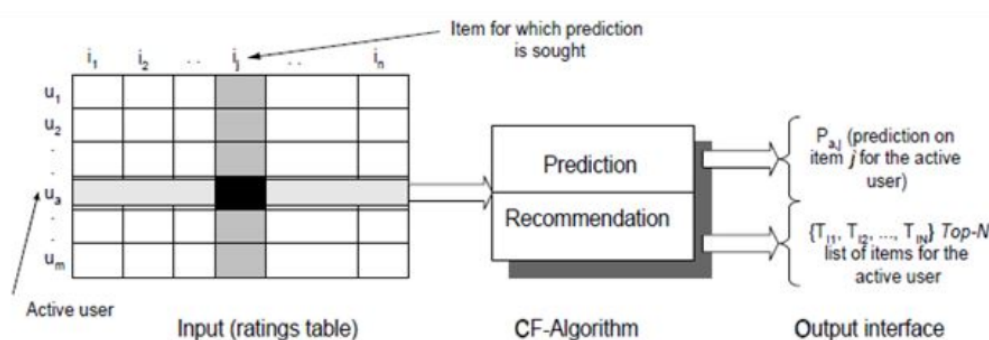 Item for which prediction
is sought
i1 i2 . . ij . . in
u1
u2
.
.
ua
.
.
um
Active user
Input (ratings table)
Prediction
Recommendation
CF-Algorithm
Pa,j (prediction on
item j for the active
user)
{Ti1, Ti2, ..., TiN} Top-N
list of items for the
active user
Output interface